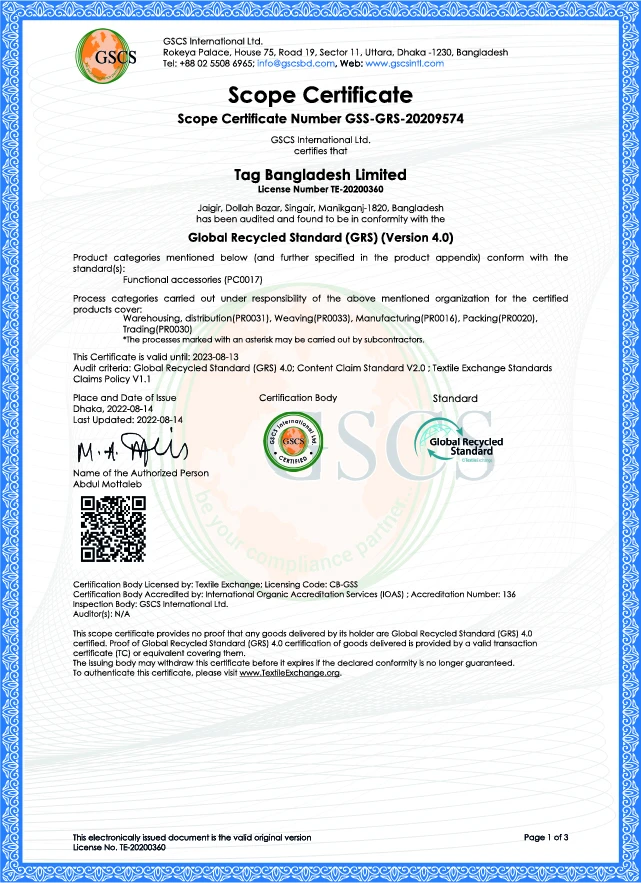 GSCS
GSCS International Ltd.
Rokeya Palace, House 75, Road 19, Sector 11, Uttara, Dhaka -1230, Bangladesh
Tel: +88 02 5508 6965; info@gscsbd.com, Web: www.gscsintl.com
Scope Certificate
Scope Certificate Number GSS-GRS-20209574
GSCS International Ltd.
certifies that
Tag Bangladesh Limited
License Number TE-20200360
Jaigir, Dollah Bazar, Singair, Manikganj-1820, Bangladesh
has been audited and found to be in conformity with the
Global Recycled Standard (GRS) (Version 4.0)
Product categories mentioned below (and further specified in the product appendix) conform with the
standard(s):
Functional accessories (PC0017)
Process categories carried out under responsibility of the above mentioned organization for the certified
products cover:
Warehousing, distribution(PR0031), Weaving(PR0033), Manufacturing(PR0016), Packing(PR0020),
Trading(PR0030)
*The processes marked with an asterisk may be carried out by subcontractors.
This Certificate is valid until: 2023-08-13
Audit criteria: Global Recycled Standard (GRS) 4.0; Content Claim Standard V2.0 ; Textile Exchange Standards
Claims Policy V1.1
Place and Date of Issue
Dhaka, 2022-08-14
Last Updated: 2022-08-14
Certification Body
Standard
GSCS International Ltd.
GSCS
CERTIFIED
Global Recycled
Standard
GSCS
be your compliance partner
Name of the Authorized Person
Abdul Mottaleb
Certification Body Licensed by: Textile Exchange; Licensing Code: CB-GSS
Certification Body Accredited by: International Organic Accreditation Services (IOAS) ; Accreditation Number: 136
Inspection Body: GSCS International Ltd.
Auditor(s): N/A
This scope certificate provides no proof that any goods delivered by its holder are Global Recycled Standard (GRS) 4.0
certified. Proof of Global Recycled Standard (GRS) 4.0 certification of goods delivered is provided by a valid transaction
certificate (TC) or equivalent covering them.
The issuing body may withdraw this certificate before it expires if the declared conformity is no longer guaranteed.
To authenticate this certificate, please visit www.TextileExchange.org.
This electronically issued document is the valid original version
License No. TE-20200360
Page 1 of 3